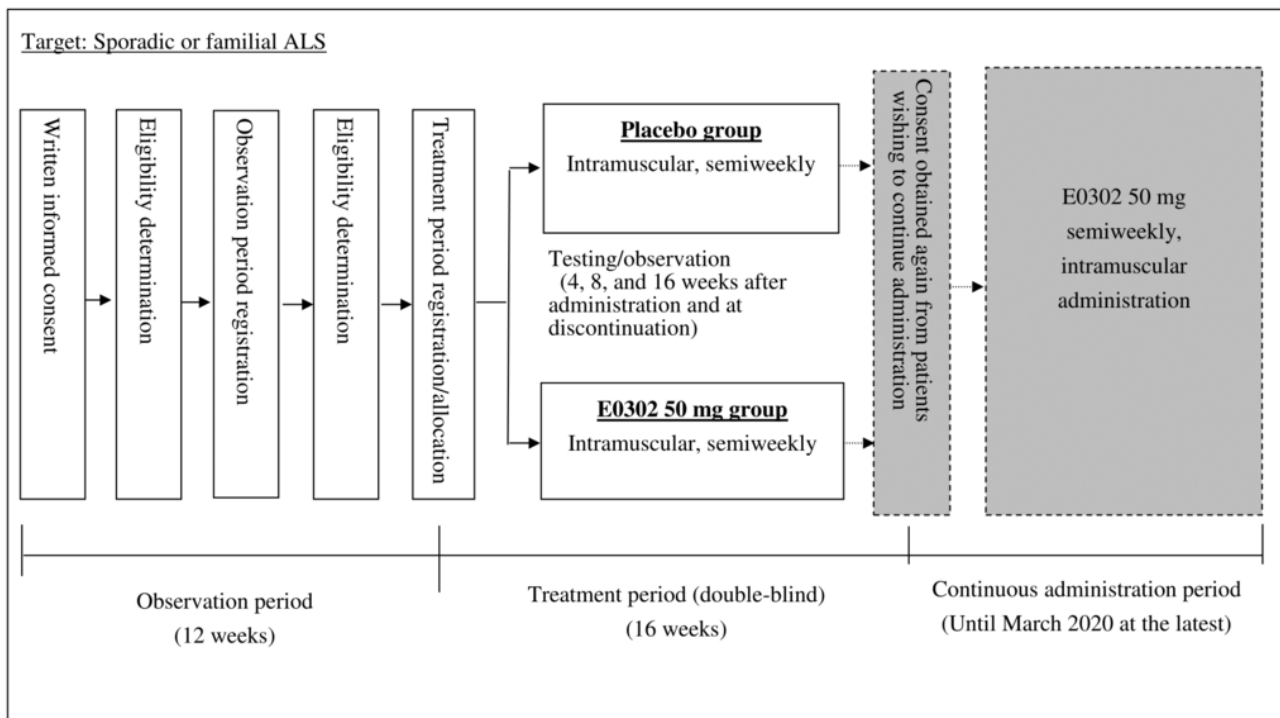 Target: Sporadic or familial ALS
Written informed consent
Eligibility determination
Observation period registration
Eligibility determination
Treatment period registration/allocation
Placebo group
Intramuscular, semiweekly
Testing/observation
(4, 8, and 16 weeks after
administration and at
discontinuation)
E0302 50 mg group
Intramuscular, semiweekly
Consent obtained again from patients
wishing to continue administration
E0302 50 mg
semiweekly,
intramuscular
administration
Observation period
(12 weeks)
Treatment period (double-blind)
(16 weeks)
Continuous administration period
(Until March 2020 at the latest)